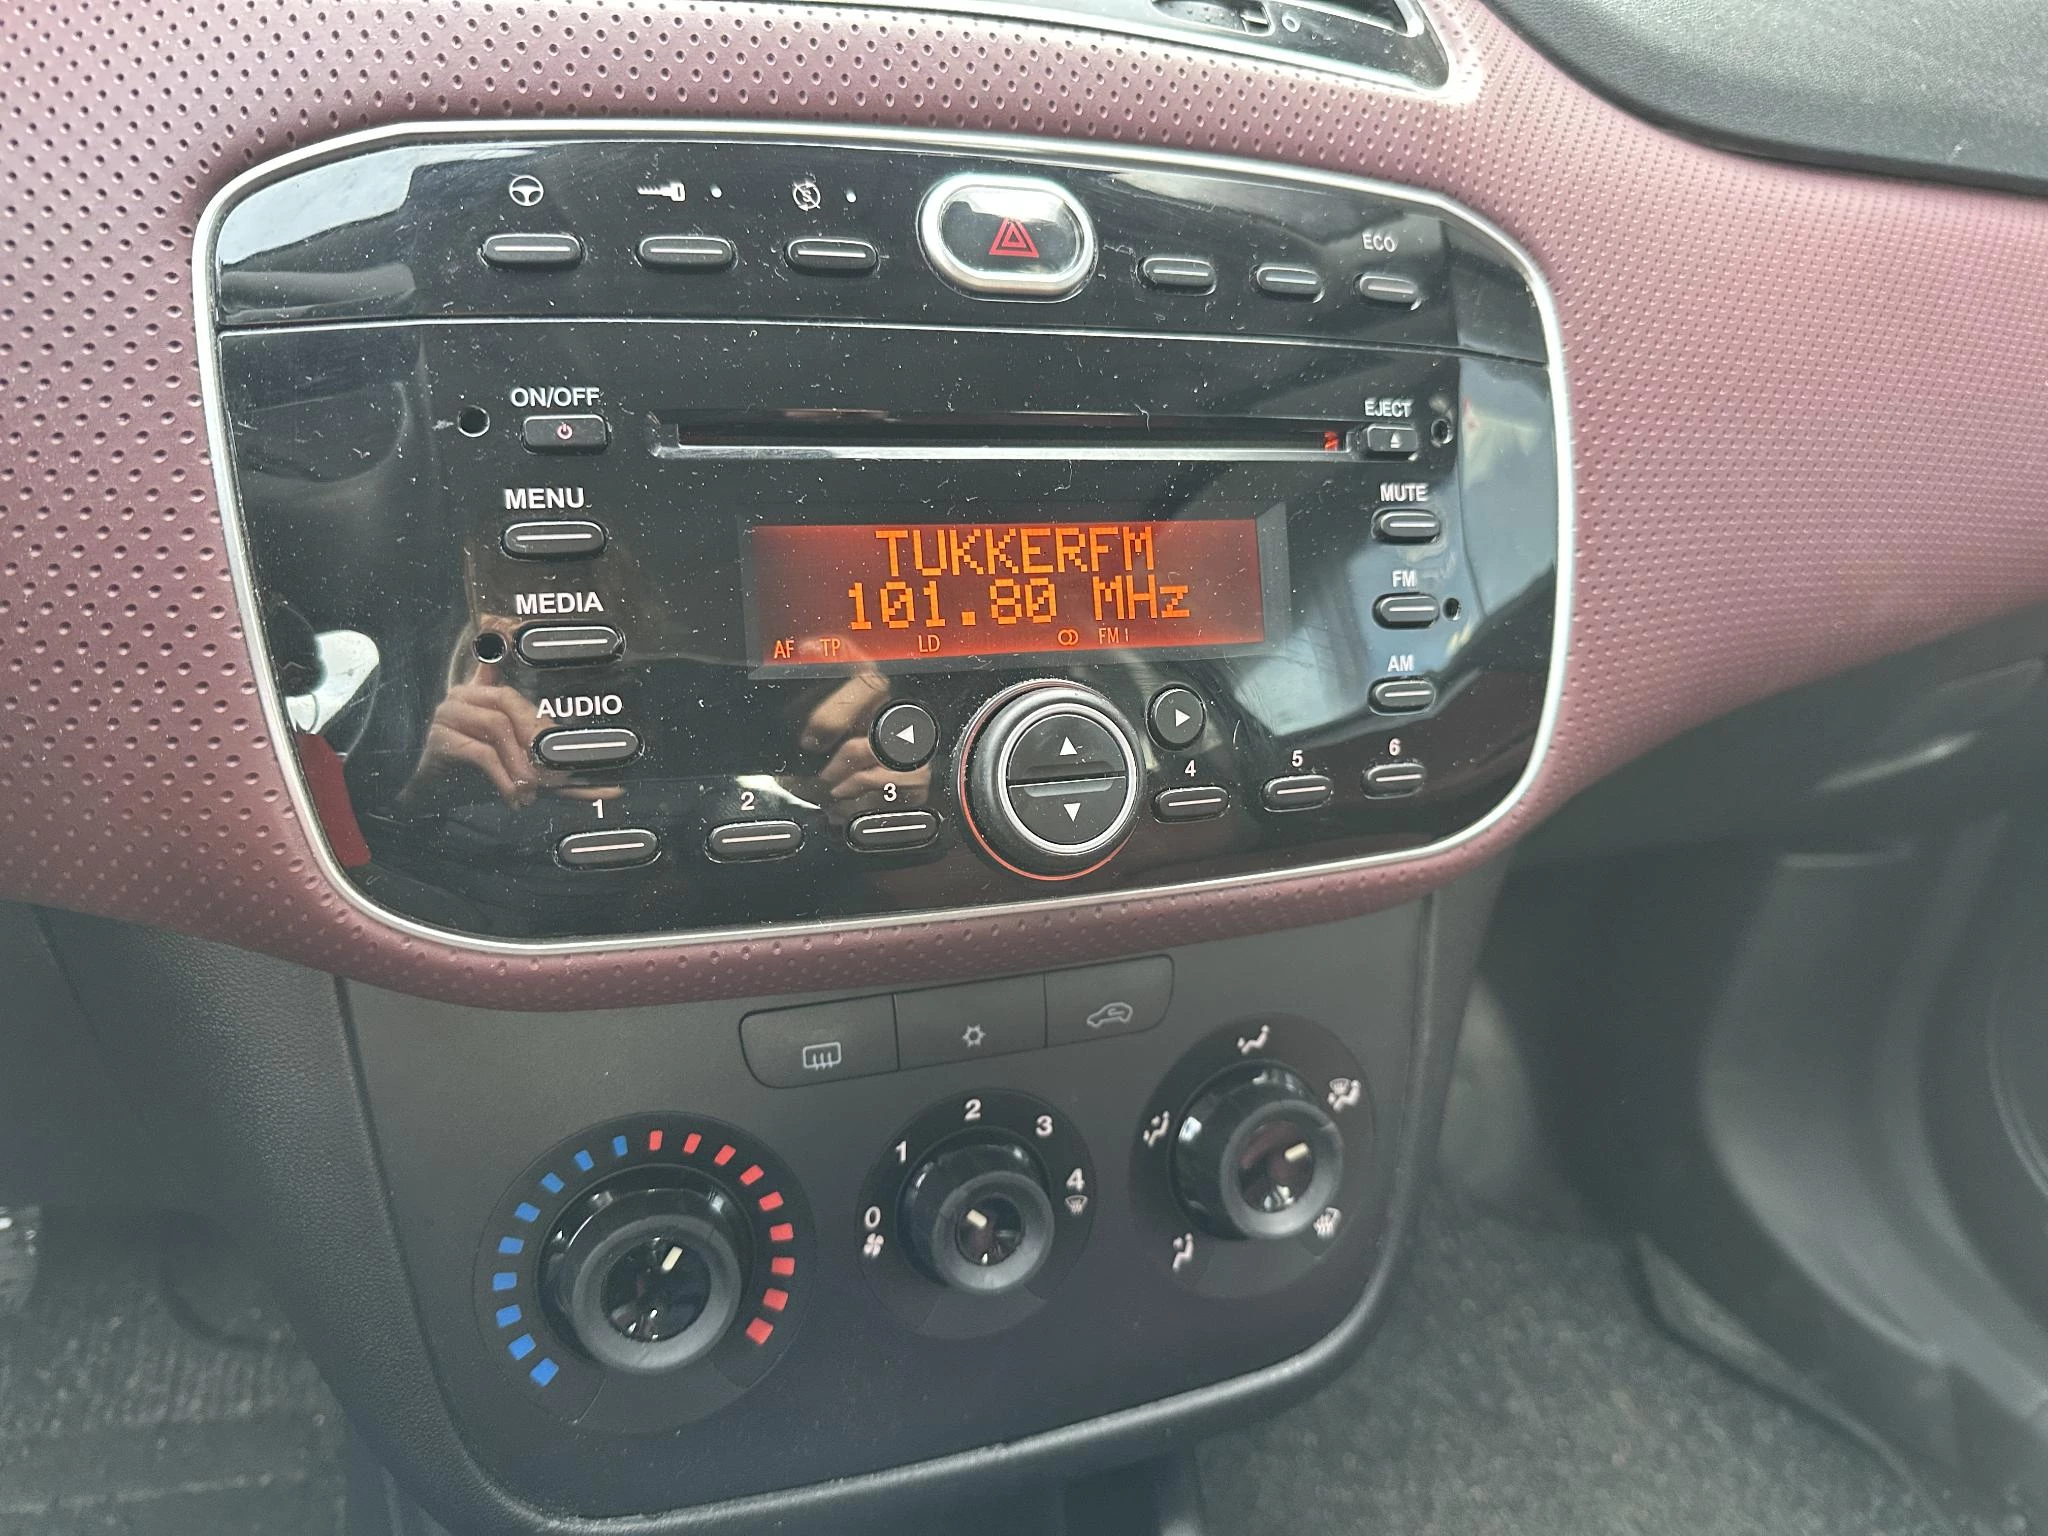 ECO
ON/OFF
EJECT
MENU
MUTE
TUKKERFM
101.80 MHz
AF TP LD FM I
FM
MEDIA
AM
AUDIO
1 2 3 4 5 6
0 1 2 3 4